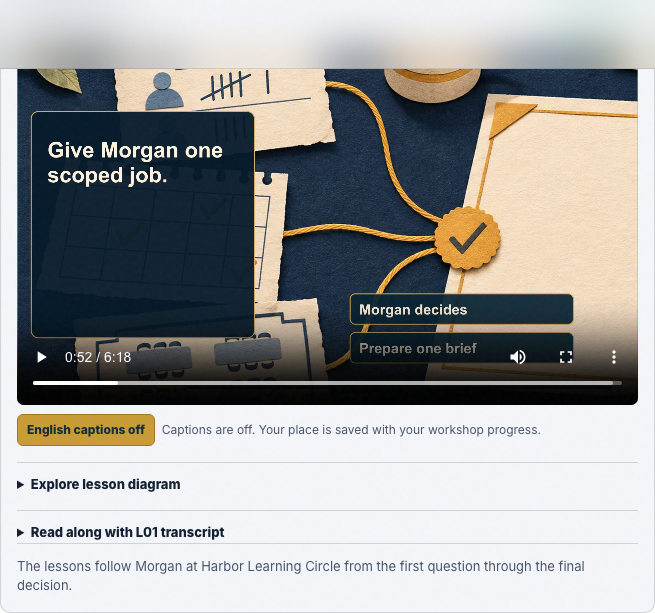 Give Morgan one
scoped job.
Morgan decides
Prepare one brief
0:52 / 6:18
English captions off
Captions are off. Your place is saved with your workshop progress.
Explore lesson diagram
Read along with L01 transcript
The lessons follow Morgan at Harbor Learning Circle from the first question through the final
decision.